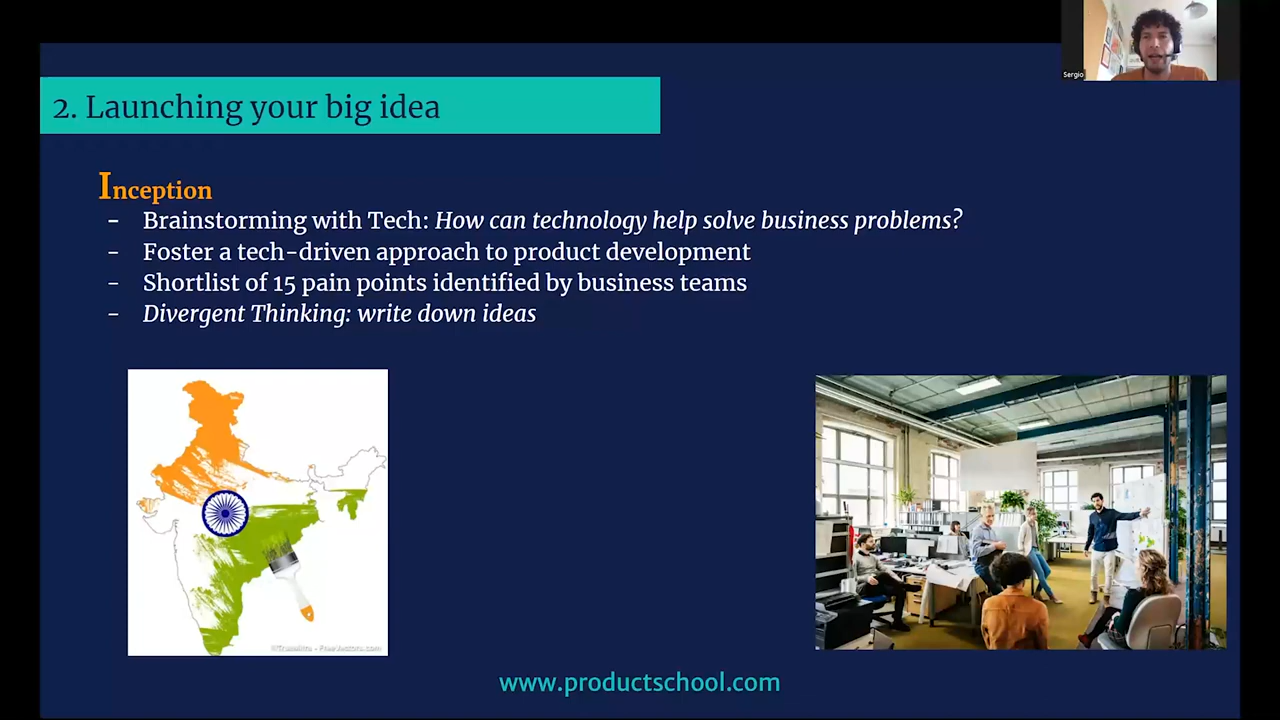 Sergio
2. Launching your big idea
Inception
- Brainstorming with Tech: How can technology help solve business problems?
- Foster a tech-driven approach to product development
- Shortlist of 15 pain points identified by business teams
- Divergent Thinking: write down ideas
www.productschool.com